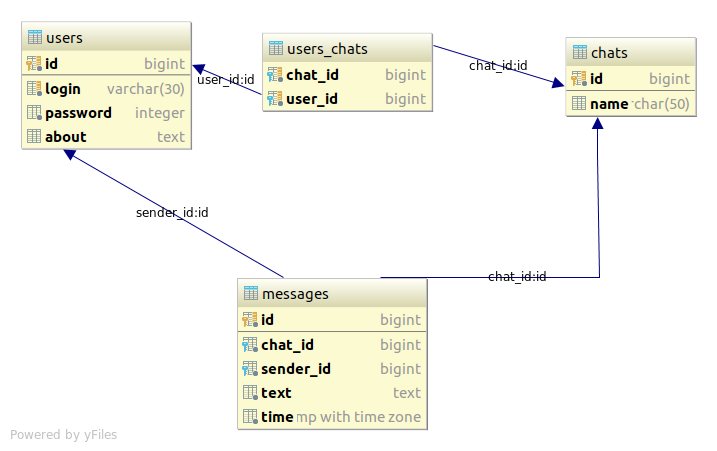 users
id bigint
login varchar(30)
password integer
about text
users_chats
chat_id bigint
user_id bigint
chats
id bigint
name char(50)
user_id:id
chat_id:id
sender_id:id
chat_id:id
messages
id bigint
chat_id bigint
sender_id bigint
text text
time mp with time zone
Powered by yFiles